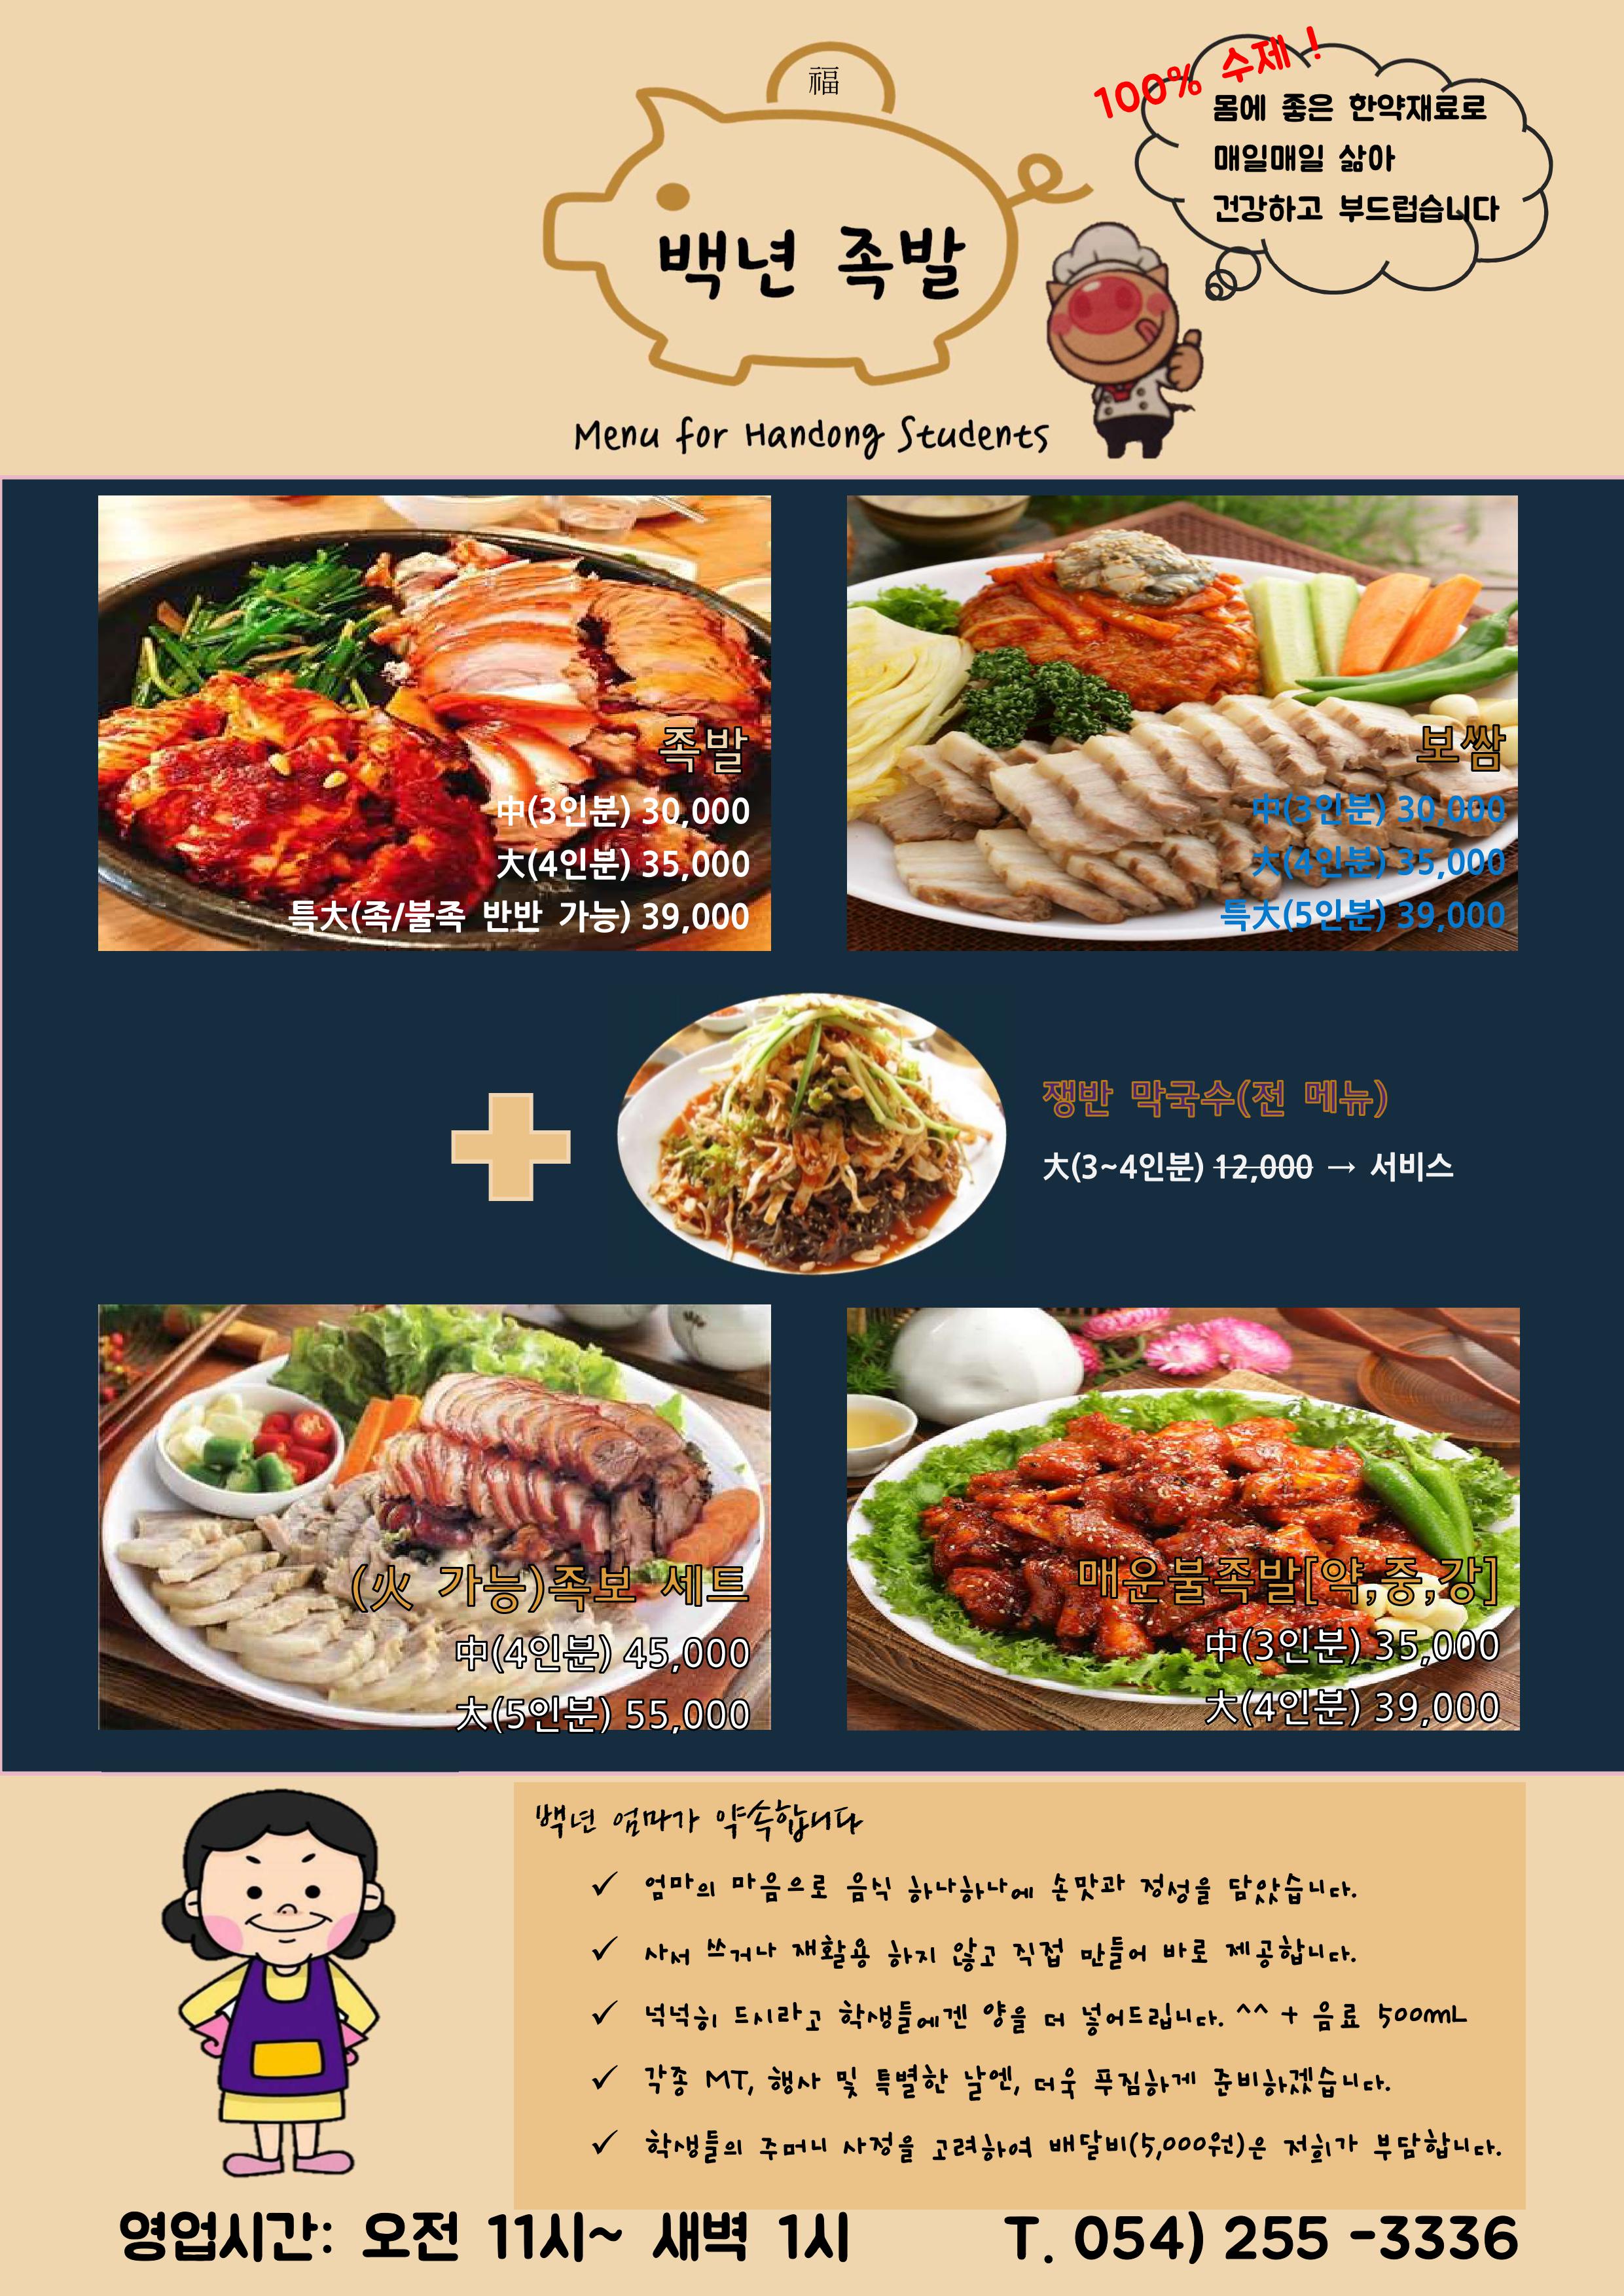 福
100% 수제 !
몸에 좋은 한약재료로
매일매일 삶아
건강하고 부드럽습니다
백년 족발
Menu for Handong Students
족발
中(3인분) 30,000
大(4인분) 35,000
특大(족/불족 반반 가능) 39,000
보쌈
中(3인분) 30,000
大(4인분) 35,000
특大(5인분) 39,000
쟁반 막국수(전 메뉴)
大(3~4인분) 12,000 → 서비스
(火 가능)족보 세트
中(4인분) 45,000
大(5인분) 55,000
매운불족발[약,중,강]
中(3인분) 35,000
大(4인분) 39,000
백년 엄마가 약속합니다
✓ 엄마의 마음으로 음식 하나하나에 손맛과 정성을 담았습니다.
✓ 사서 쓰거나 재활용 하지 않고 직접 만들어 바로 제공합니다.
✓ 넉넉히 드시라고 학생들에겐 양을 더 넣어드립니다. ^^ + 음료 500mL
✓ 각종 MT, 행사 및 특별한 날엔, 더욱 푸짐하게 준비하겠습니다.
✓ 학생들의 주머니 사정을 고려하여 배달비(5,000원)은 저희가 부담합니다.
영업시간: 오전 11시~ 새벽 1시
T. 054) 255 -3336